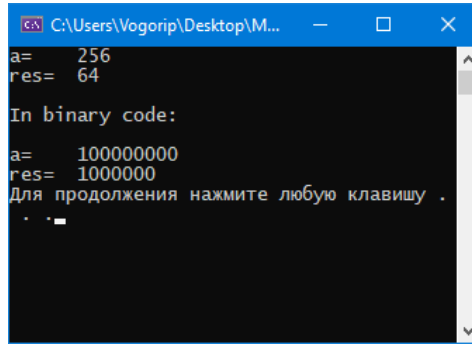 C:\Users\Vogorip\Desktop\M...
a=    256
res=  64
In binary code:
a=    100000000
res=  1000000
Для продолжения нажмите любую клавишу .
 . .